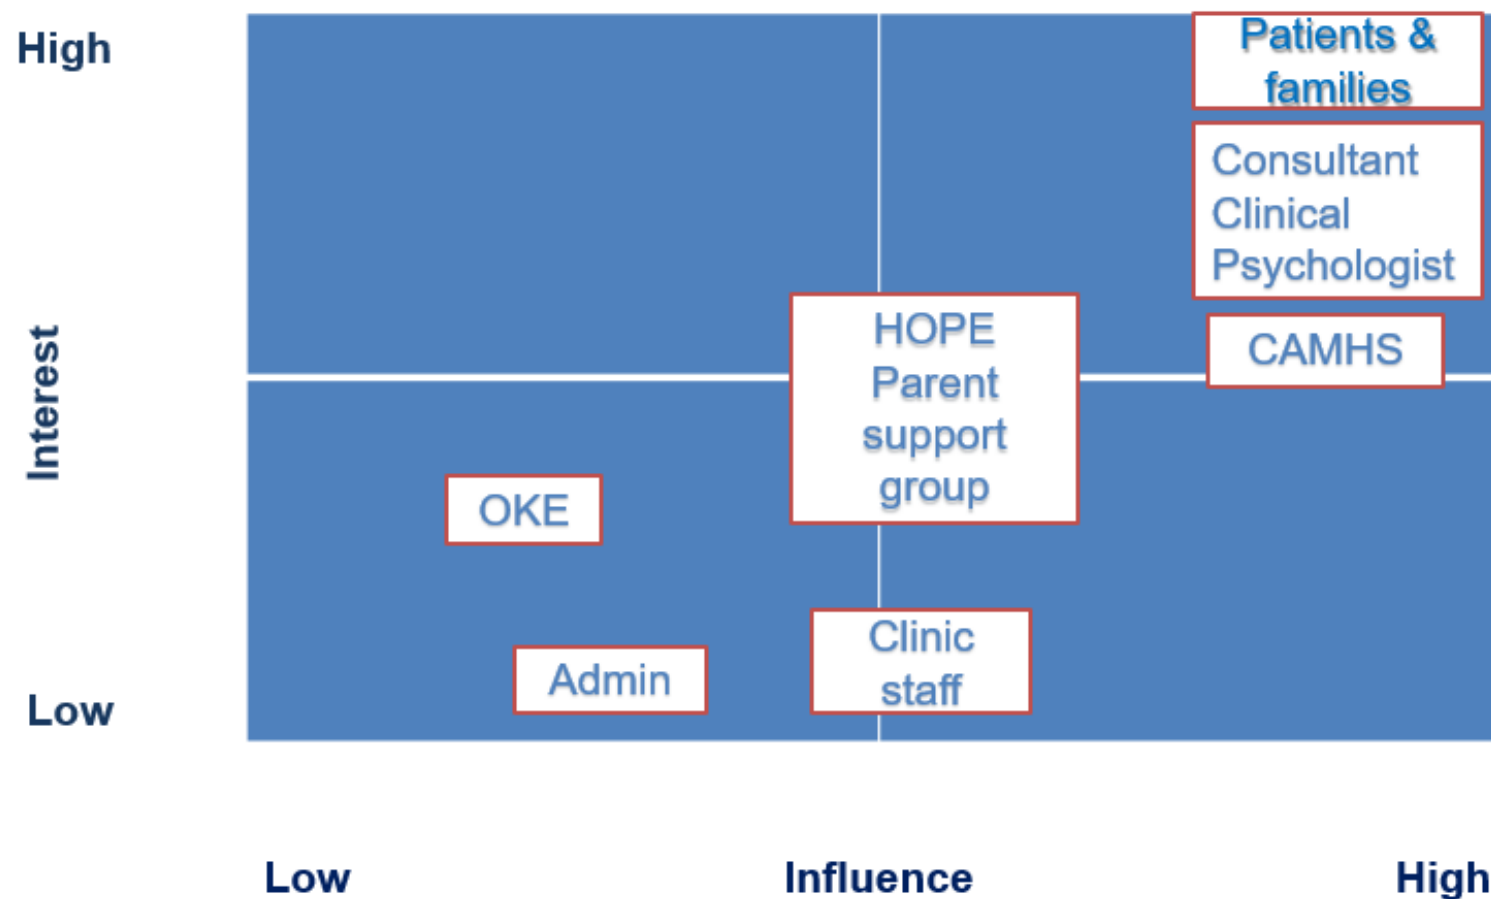 High
Patients &
families
Consultant
Clinical
Psychologist
HOPE
Parent
support
group
CAMHS
Interest
OKE
Clinic
staff
Admin
Low
Low
Influence
High